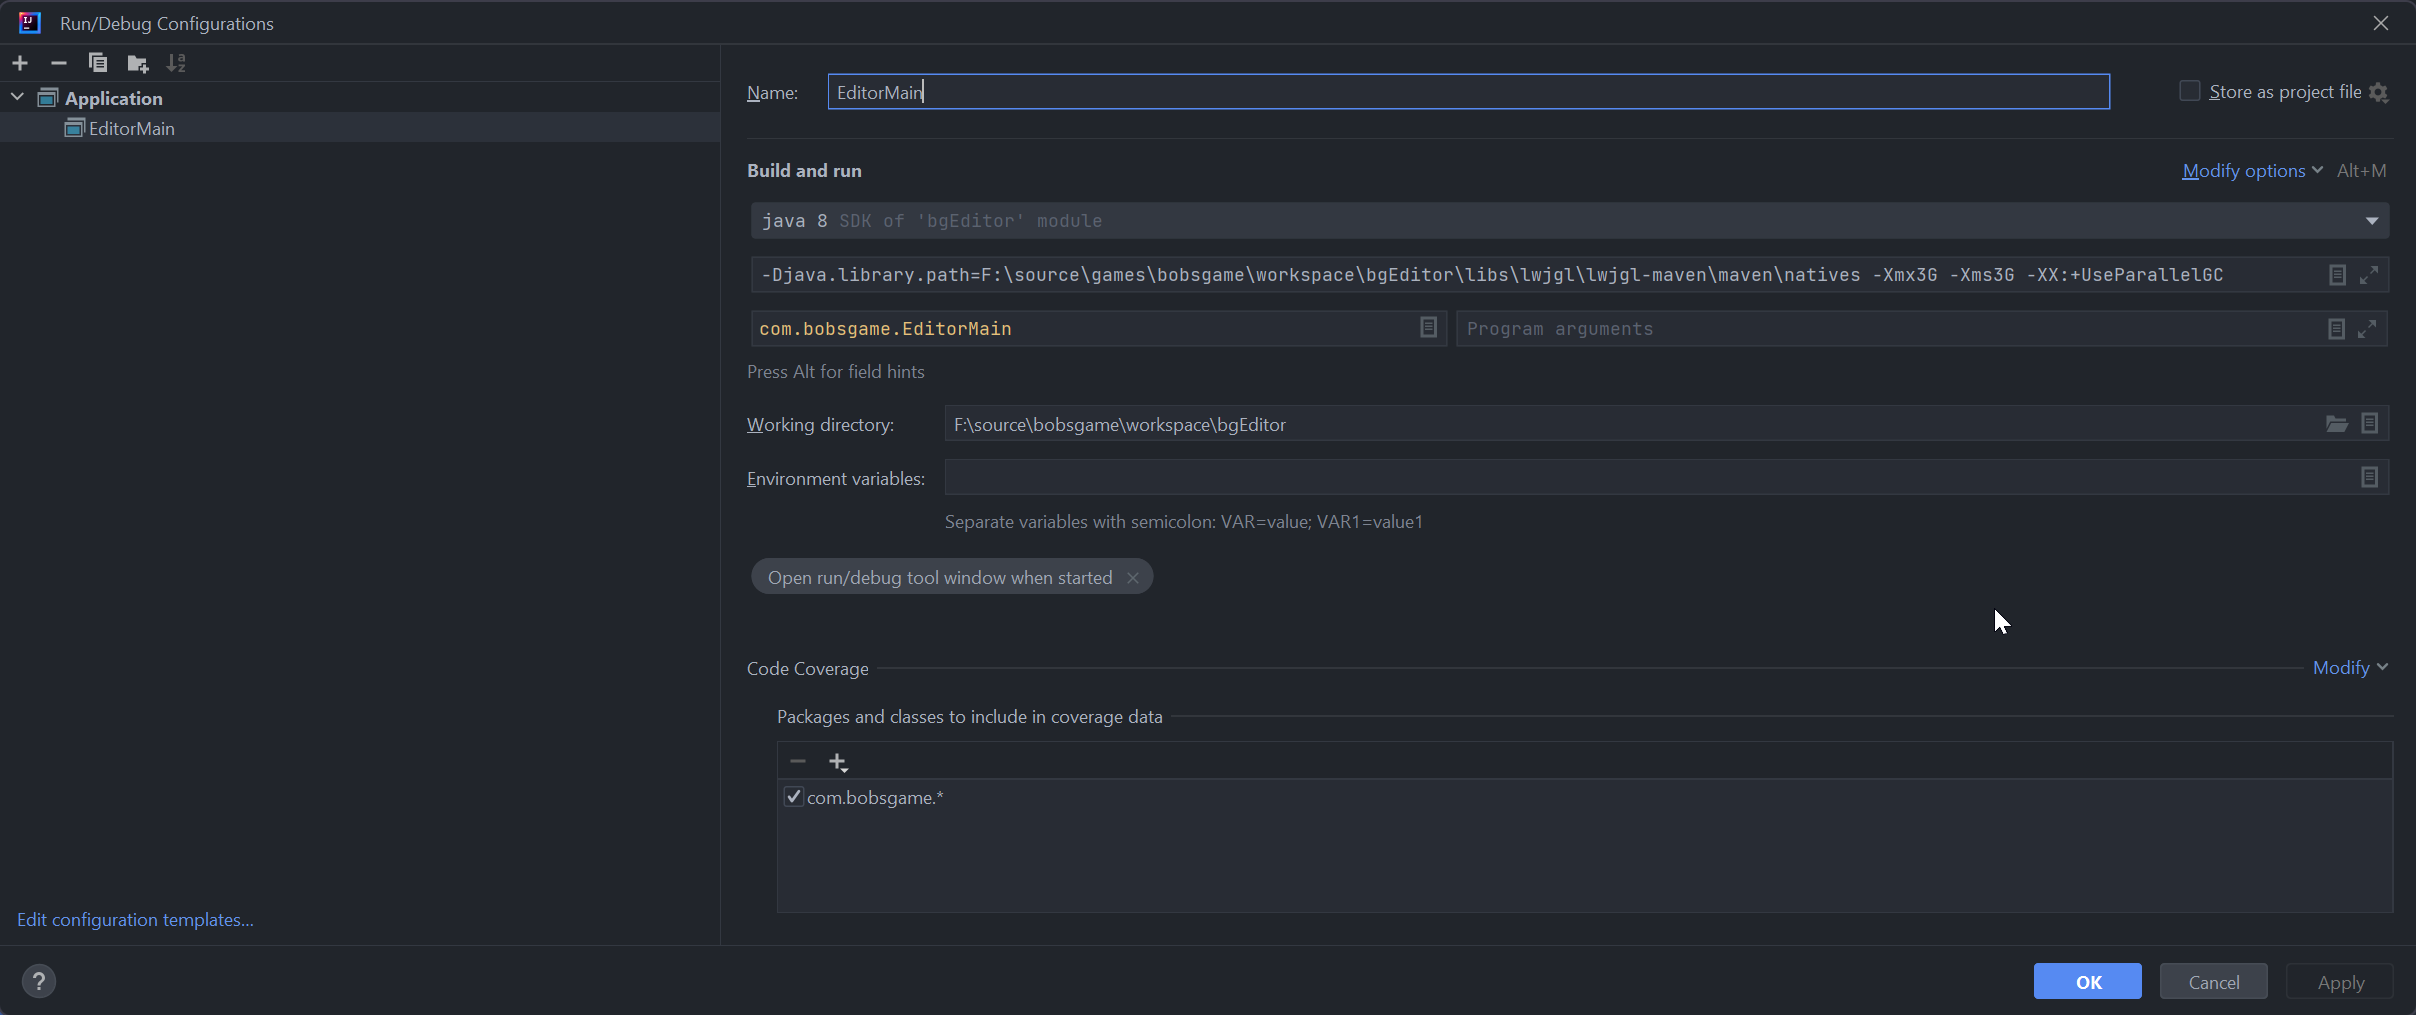 Run/Debug Configurations
Application
EditorMain
Edit configuration templates...
Name: EditorMain Store as project file
Build and run Modify options Alt+M
java 8 SDK of 'bgEditor' module
-Djava.library.path=F:\source\games\bobsgame\workspace\bgEditor\libs\lwjgl\lwjgl-maven\maven\natives -Xmx3G -Xms3G -XX:+UseParallelGC
com.bobsgame.EditorMain Program arguments
Press Alt for field hints
Working directory: F:\source\bobsgame\workspace\bgEditor
Environment variables:
Separate variables with semicolon: VAR=value; VAR1=value1
Open run/debug tool window when started
Code Coverage Modify
Packages and classes to include in coverage data
com.bobsgame.*
? OK Cancel Apply